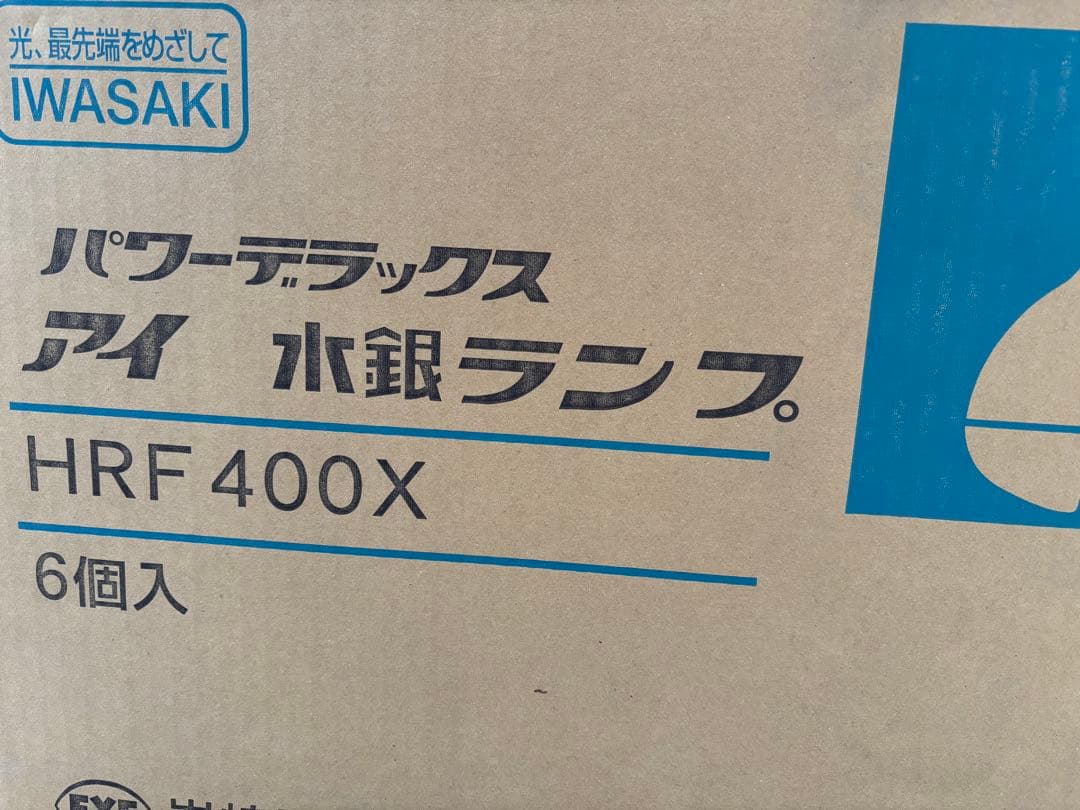 光、最先端をめざして
IWASAKI
パワーデラックス
アイ 水銀ランプ
HRF 400X
6個入
EYE